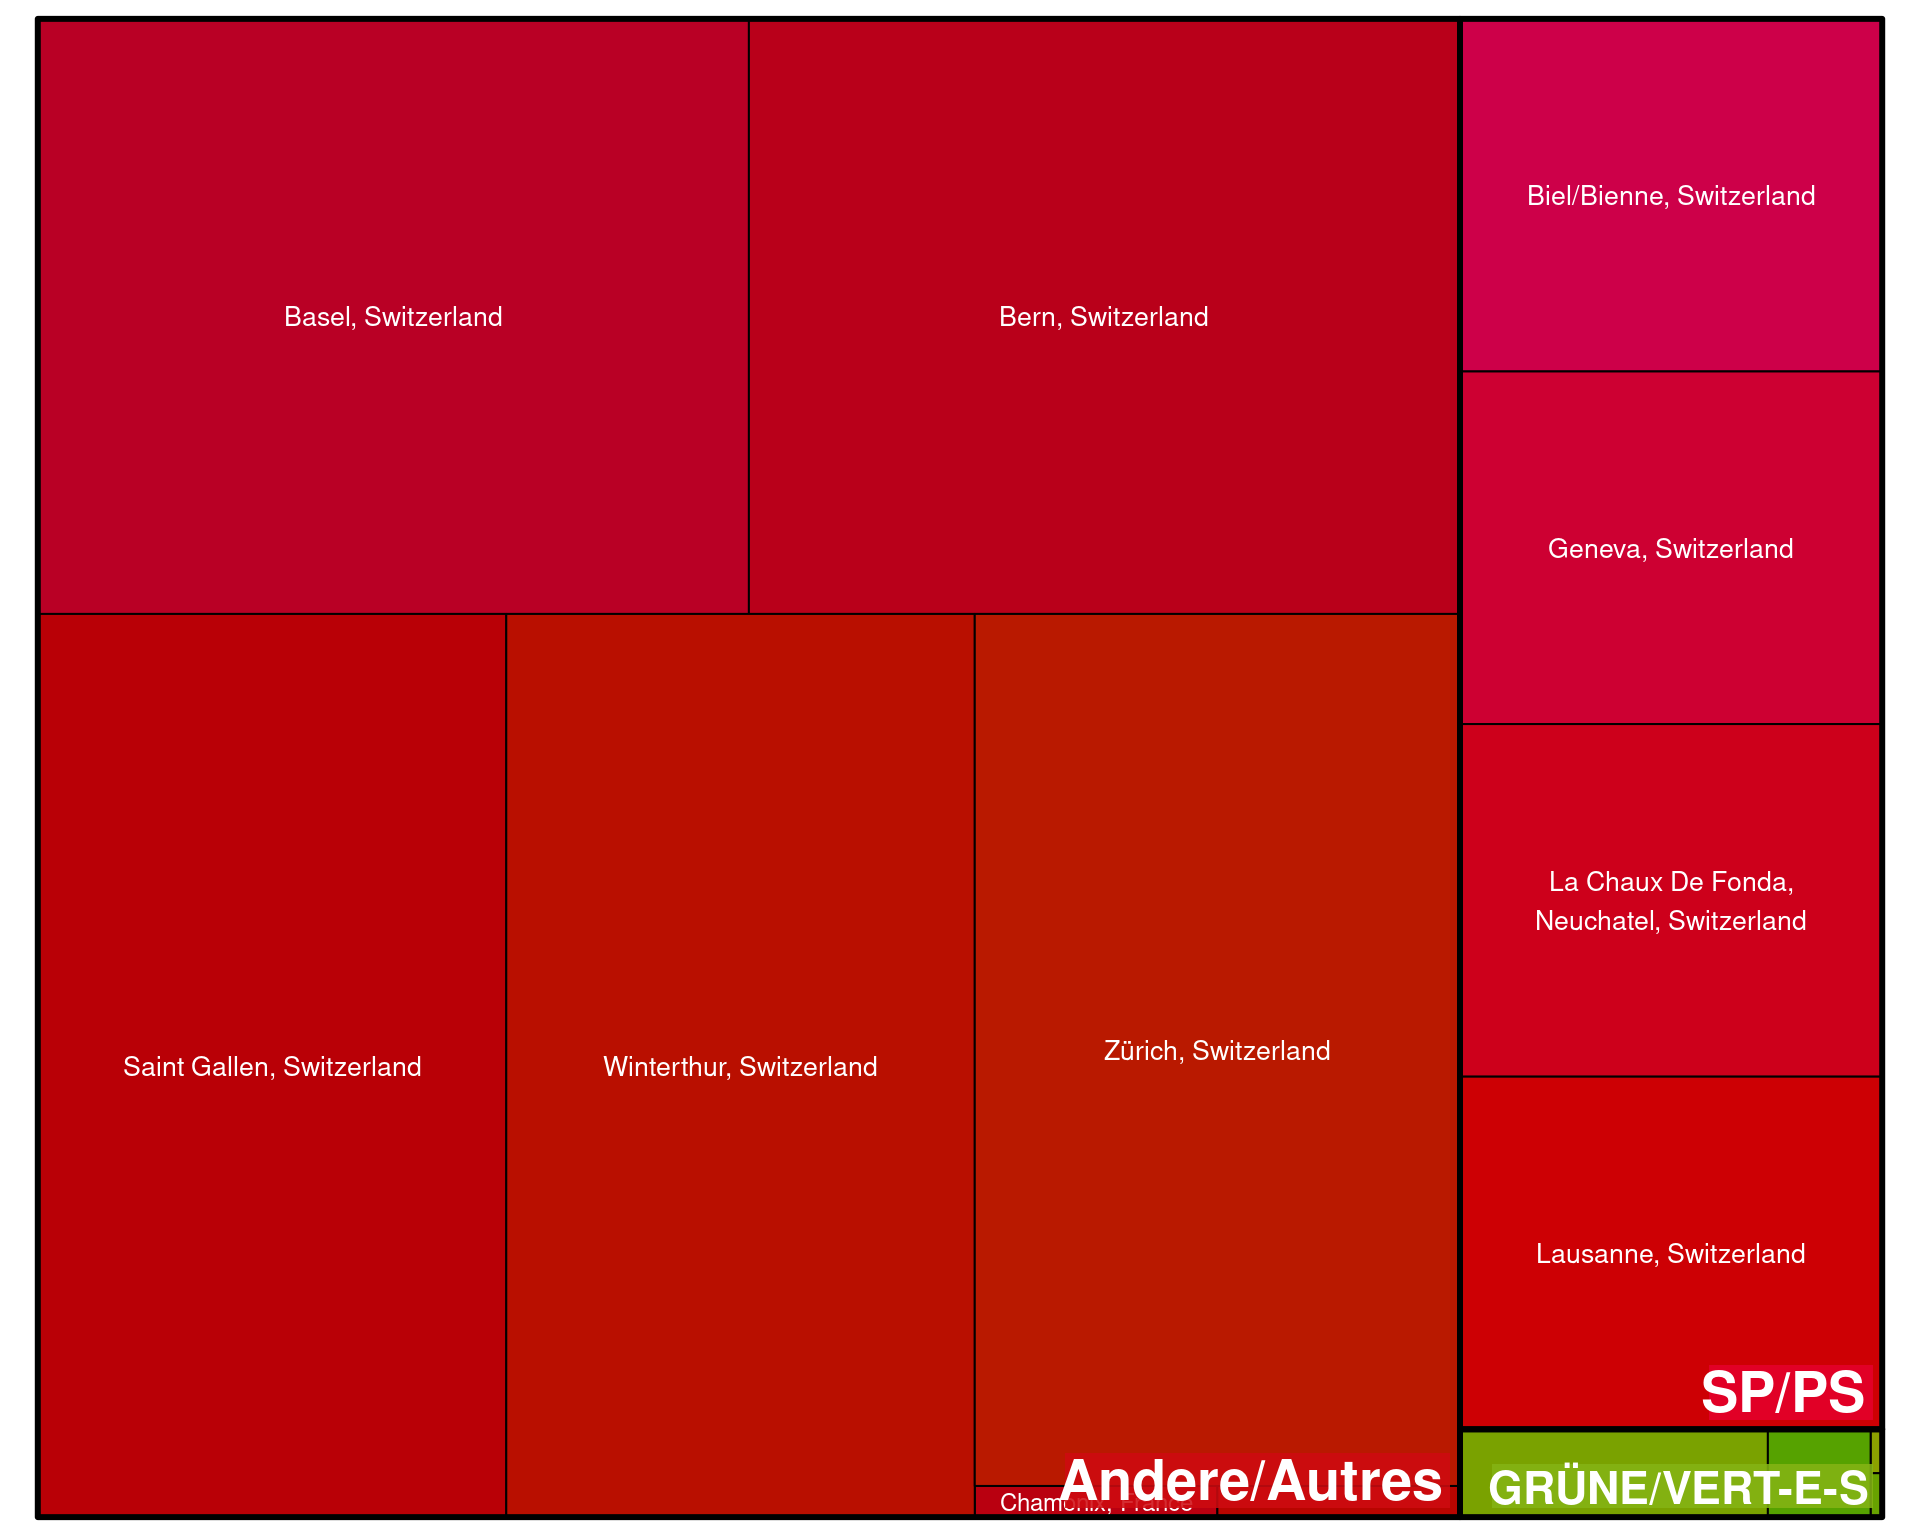 Basel, Switzerland
Bern, Switzerland
Biel/Bienne, Switzerland
Geneva, Switzerland
La Chaux De Fonda,
Neuchatel, Switzerland
Saint Gallen, Switzerland
Winterthur, Switzerland
Zürich, Switzerland
Lausanne, Switzerland
SP/PS
Andere/Autres
Chamonix, France
GRÜNE/VERT-E-S